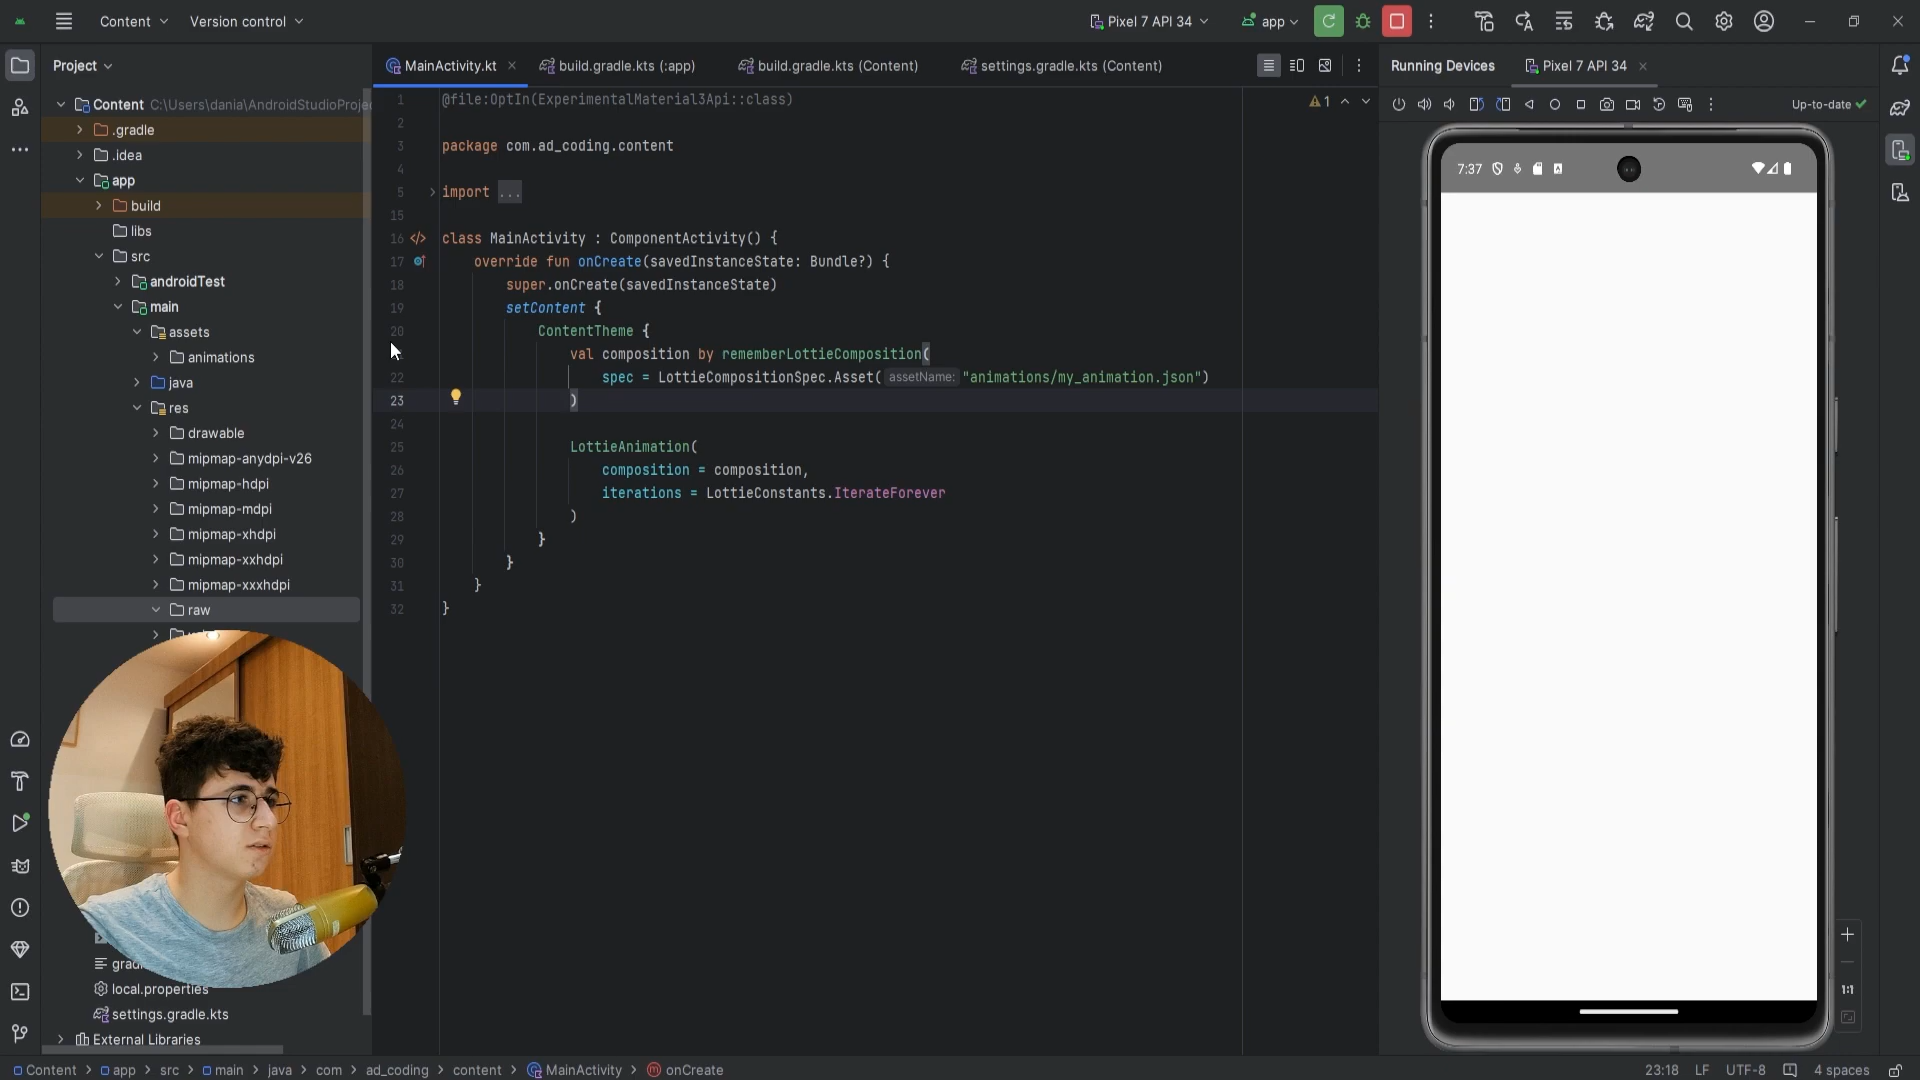 Content
Version control
Pixel 7 API 34
app
Project
MainActivity.kt
build.gradle.kts (:app)
build.gradle.kts (Content)
settings.gradle.kts (Content)
Running Devices
Pixel 7 API 34
Up-to-date
Content C:\Users\dania\AndroidStudioProje
.gradle
.idea
app
build
libs
src
androidTest
main
assets
animations
java
res
drawable
mipmap-anydpi-v26
mipmap-hdpi
mipmap-mdpi
mipmap-xhdpi
mipmap-xxhdpi
mipmap-xxxhdpi
raw
local.properties
settings.gradle.kts
External Libraries
1 @file:OptIn(ExperimentalMaterial3Api::class)
2
3 package com.ad_coding.content
4
5 import ...
15
16 class MainActivity : ComponentActivity() {
17 override fun onCreate(savedInstanceState: Bundle?) {
18 super.onCreate(savedInstanceState)
19 setContent {
20 ContentTheme {
val composition by rememberLottieComposition(
22 spec = LottieCompositionSpec.Asset( assetName: "animations/my_animation.json")
23 )
24
25 LottieAnimation(
26 composition = composition,
27 iterations = LottieConstants.IterateForever
28 )
29 }
30 }
31 }
32 }
1
7:37
1:1
Content > app > src > main > java > com > ad_coding > content > MainActivity > onCreate
23:18 LF UTF-8 4 spaces